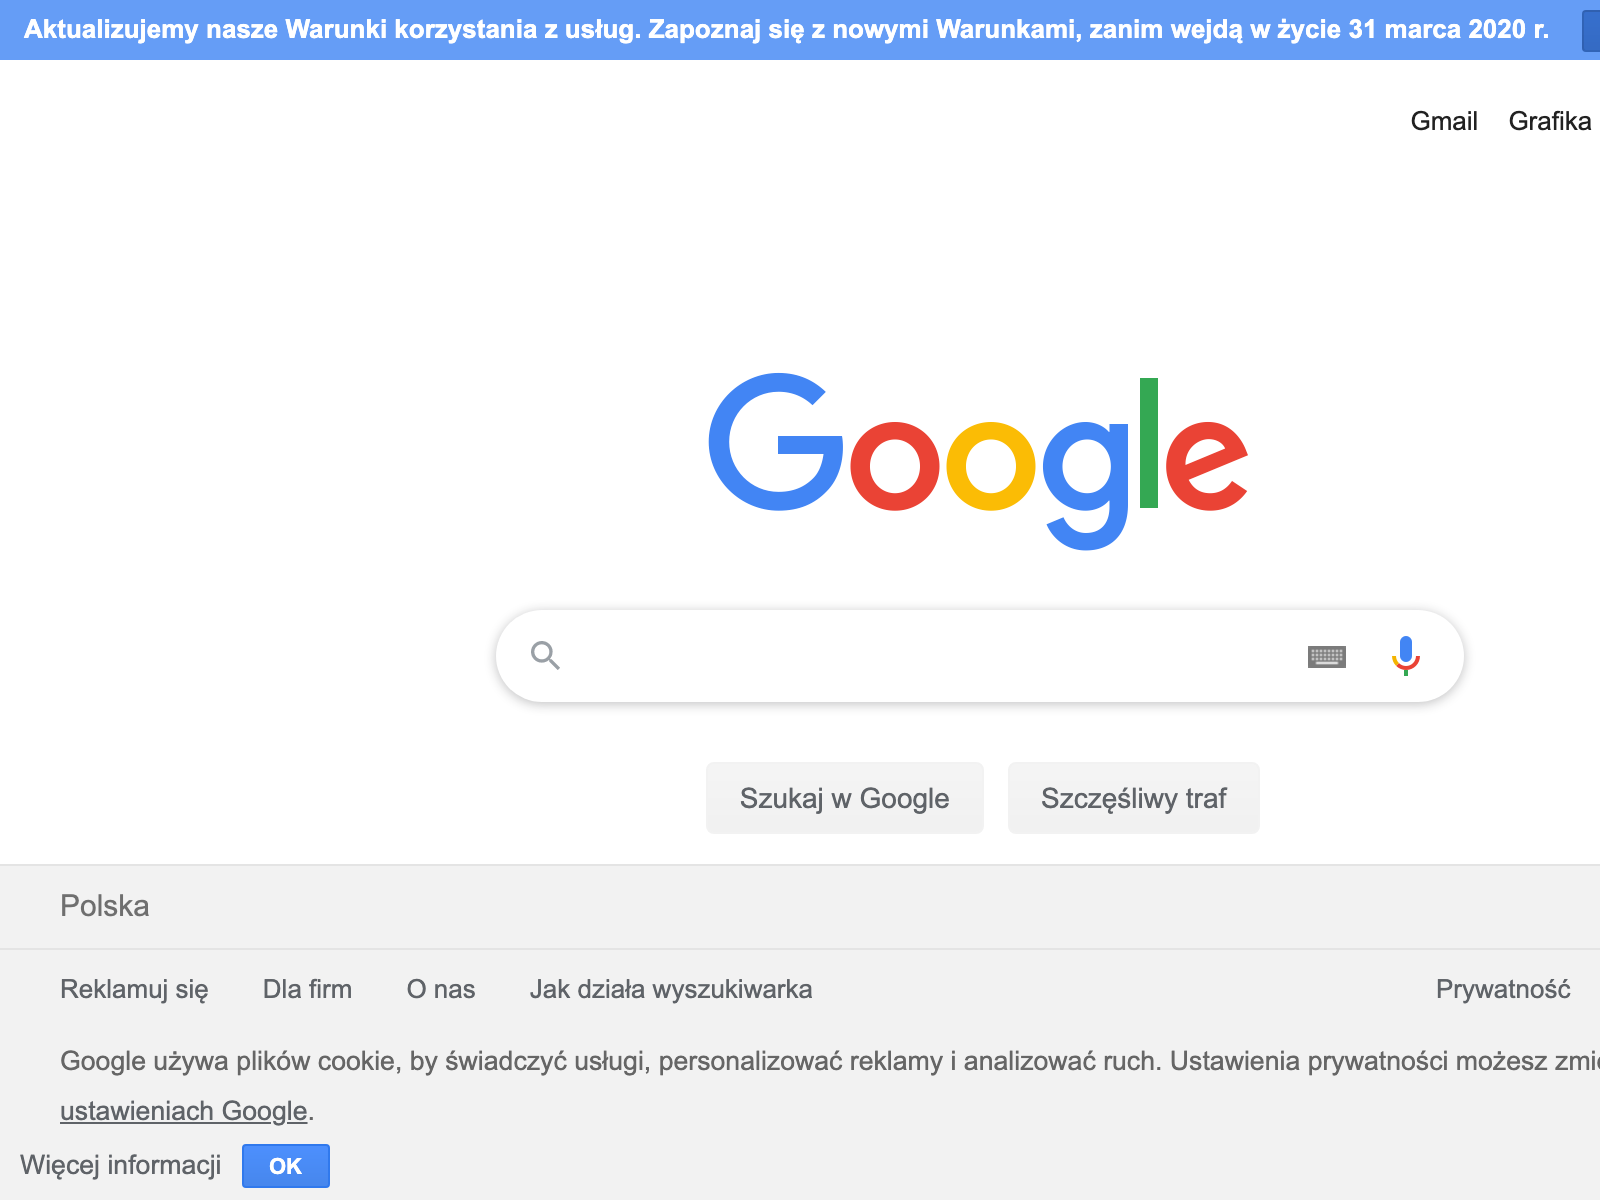 Aktualizujemy nasze Warunki korzystania z usług. Zapoznaj się z nowymi Warunkami, zanim wejdą w życie 31 marca 2020 r.
Gmail Grafika
Google
Szukaj w Google Szczęśliwy traf
Polska
Reklamuj się Dla firm O nas Jak działa wyszukiwarka Prywatność
Google używa plików cookie, by świadczyć usługi, personalizować reklamy i analizować ruch. Ustawienia prywatności możesz
ustawieniach Google.
Więcej informacji OK